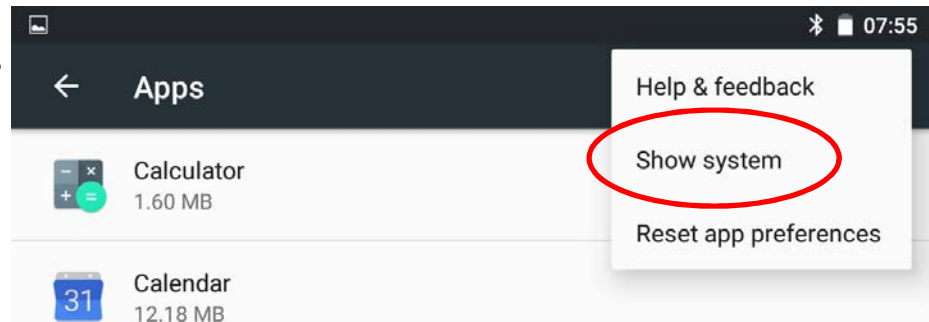 07:55
Apps
Help & feedback
Show system
Reset app preferences
Calculator
1.60 MB
31
Calendar
12.18 MB